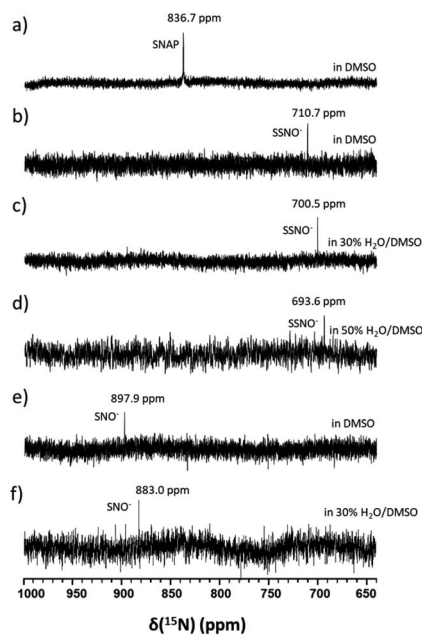 a)
836.7 ppm
SNAP
in DMSO
b)
710.7 ppm
SSNO⁻
in DMSO
c)
700.5 ppm
SSNO⁻
in 30% H₂O/DMSO
d)
693.6 ppm
SSNO⁻
in 50% H₂O/DMSO
e)
897.9 ppm
SNO⁻
in DMSO
f)
883.0 ppm
SNO⁻
in 30% H₂O/DMSO
1000 950 900 850 800 750 700 650
δ(¹⁵N) (ppm)